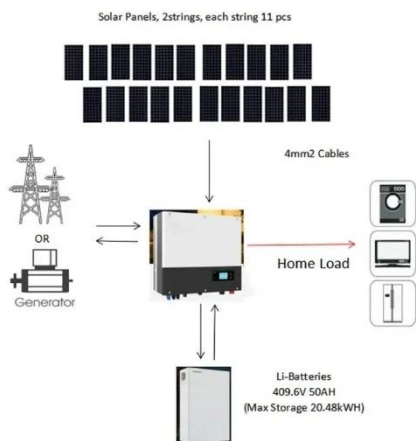 Solar Panels, 2strings, each string 11 pcs
4mm2 Cables
OR
Generator
Home Load
Li-Batteries
409.6V 50AH
(Max Storage 20.48kWH)